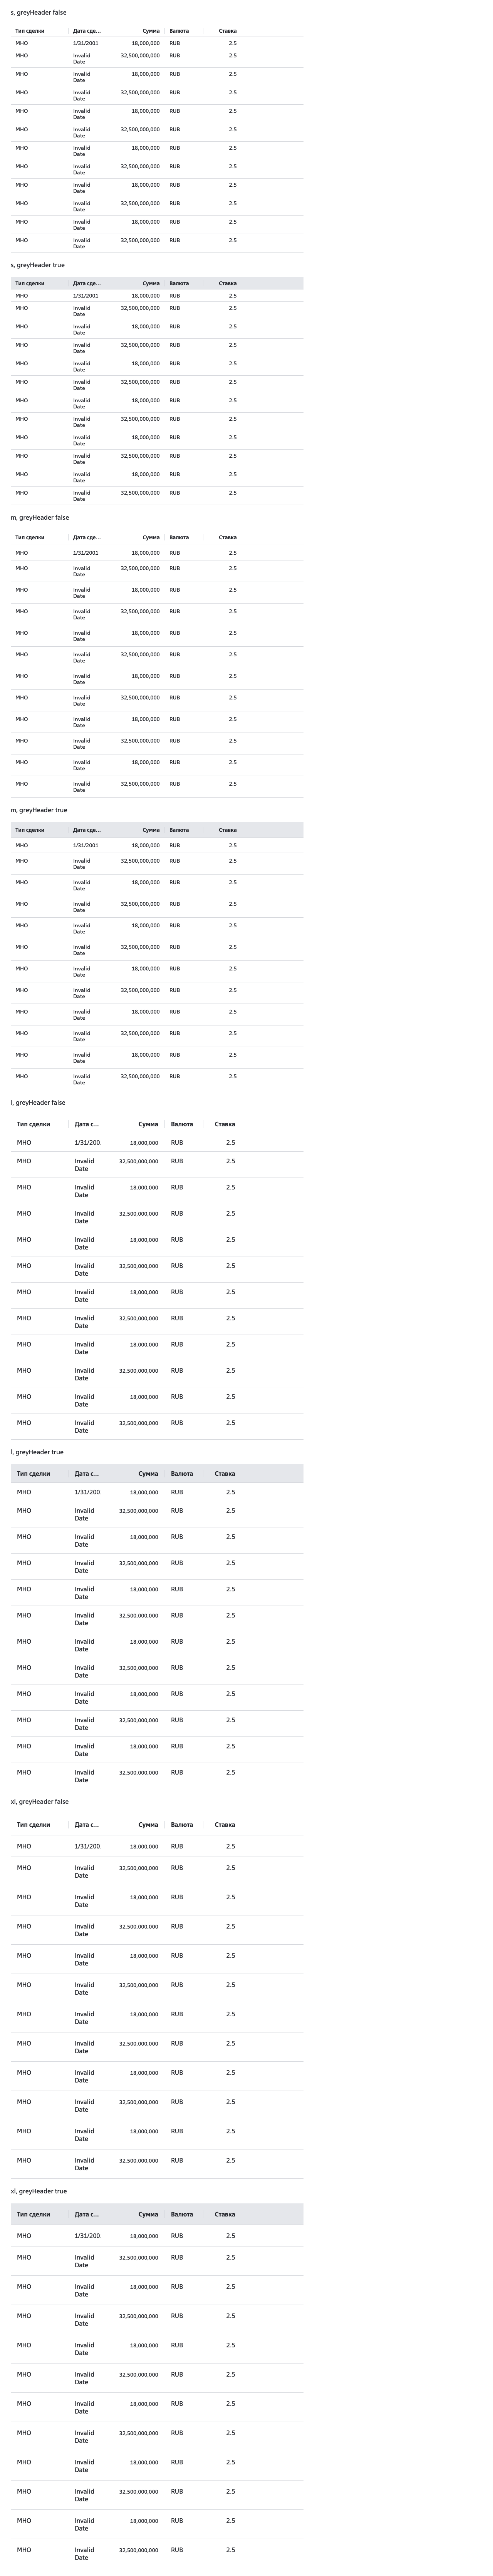 s, greyHeader false
Тип сделки Дата сде... Сумма Валюта Ставка
МНО 1/31/2001 18,000,000 RUB 2.5
МНО Invalid 32,500,000,000 RUB 2.5
Date
МНО Invalid 18,000,000 RUB 2.5
Date
МНО Invalid 32,500,000,000 RUB 2.5
Date
МНО Invalid 18,000,000 RUB 2.5
Date
МНО Invalid 32,500,000,000 RUB 2.5
Date
МНО Invalid 18,000,000 RUB 2.5
Date
МНО Invalid 32,500,000,000 RUB 2.5
Date
МНО Invalid 18,000,000 RUB 2.5
Date
МНО Invalid 32,500,000,000 RUB 2.5
Date
МНО Invalid 18,000,000 RUB 2.5
Date
МНО Invalid 32,500,000,000 RUB 2.5
Date
s, greyHeader true
Тип сделки Дата сде... Сумма Валюта Ставка
МНО 1/31/2001 18,000,000 RUB 2.5
МНО Invalid 32,500,000,000 RUB 2.5
Date
МНО Invalid 18,000,000 RUB 2.5
Date
МНО Invalid 32,500,000,000 RUB 2.5
Date
МНО Invalid 18,000,000 RUB 2.5
Date
МНО Invalid 32,500,000,000 RUB 2.5
Date
МНО Invalid 18,000,000 RUB 2.5
Date
МНО Invalid 32,500,000,000 RUB 2.5
Date
МНО Invalid 18,000,000 RUB 2.5
Date
МНО Invalid 32,500,000,000 RUB 2.5
Date
МНО Invalid 18,000,000 RUB 2.5
Date
МНО Invalid 32,500,000,000 RUB 2.5
Date
m, greyHeader false
Тип сделки Дата сде... Сумма Валюта Ставка
МНО 1/31/2001 18,000,000 RUB 2.5
МНО Invalid 32,500,000,000 RUB 2.5
Date
МНО Invalid 18,000,000 RUB 2.5
Date
МНО Invalid 32,500,000,000 RUB 2.5
Date
МНО Invalid 18,000,000 RUB 2.5
Date
МНО Invalid 32,500,000,000 RUB 2.5
Date
МНО Invalid 18,000,000 RUB 2.5
Date
МНО Invalid 32,500,000,000 RUB 2.5
Date
МНО Invalid 18,000,000 RUB 2.5
Date
МНО Invalid 32,500,000,000 RUB 2.5
Date
МНО Invalid 18,000,000 RUB 2.5
Date
МНО Invalid 32,500,000,000 RUB 2.5
Date
m, greyHeader true
Тип сделки Дата сде... Сумма Валюта Ставка
МНО 1/31/2001 18,000,000 RUB 2.5
МНО Invalid 32,500,000,000 RUB 2.5
Date
МНО Invalid 18,000,000 RUB 2.5
Date
МНО Invalid 32,500,000,000 RUB 2.5
Date
МНО Invalid 18,000,000 RUB 2.5
Date
МНО Invalid 32,500,000,000 RUB 2.5
Date
МНО Invalid 18,000,000 RUB 2.5
Date
МНО Invalid 32,500,000,000 RUB 2.5
Date
МНО Invalid 18,000,000 RUB 2.5
Date
МНО Invalid 32,500,000,000 RUB 2.5
Date
МНО Invalid 18,000,000 RUB 2.5
Date
МНО Invalid 32,500,000,000 RUB 2.5
Date
l, greyHeader false
Тип сделки Дата с... Сумма Валюта Ставка
МНО 1/31/200 18,000,000 RUB 2.5
МНО Invalid 32,500,000,000 RUB 2.5
Date
МНО Invalid 18,000,000 RUB 2.5
Date
МНО Invalid 32,500,000,000 RUB 2.5
Date
МНО Invalid 18,000,000 RUB 2.5
Date
МНО Invalid 32,500,000,000 RUB 2.5
Date
МНО Invalid 18,000,000 RUB 2.5
Date
МНО Invalid 32,500,000,000 RUB 2.5
Date
МНО Invalid 18,000,000 RUB 2.5
Date
МНО Invalid 32,500,000,000 RUB 2.5
Date
МНО Invalid 18,000,000 RUB 2.5
Date
МНО Invalid 32,500,000,000 RUB 2.5
Date
l, greyHeader true
Тип сделки Дата с... Сумма Валюта Ставка
МНО 1/31/200 18,000,000 RUB 2.5
МНО Invalid 32,500,000,000 RUB 2.5
Date
МНО Invalid 18,000,000 RUB 2.5
Date
МНО Invalid 32,500,000,000 RUB 2.5
Date
МНО Invalid 18,000,000 RUB 2.5
Date
МНО Invalid 32,500,000,000 RUB 2.5
Date
МНО Invalid 18,000,000 RUB 2.5
Date
МНО Invalid 32,500,000,000 RUB 2.5
Date
МНО Invalid 18,000,000 RUB 2.5
Date
МНО Invalid 32,500,000,000 RUB 2.5
Date
МНО Invalid 18,000,000 RUB 2.5
Date
МНО Invalid 32,500,000,000 RUB 2.5
Date
xl, greyHeader false
Тип сделки Дата с... Сумма Валюта Ставка
МНО 1/31/200 18,000,000 RUB 2.5
МНО Invalid 32,500,000,000 RUB 2.5
Date
МНО Invalid 18,000,000 RUB 2.5
Date
МНО Invalid 32,500,000,000 RUB 2.5
Date
МНО Invalid 18,000,000 RUB 2.5
Date
МНО Invalid 32,500,000,000 RUB 2.5
Date
МНО Invalid 18,000,000 RUB 2.5
Date
МНО Invalid 32,500,000,000 RUB 2.5
Date
МНО Invalid 18,000,000 RUB 2.5
Date
МНО Invalid 32,500,000,000 RUB 2.5
Date
МНО Invalid 18,000,000 RUB 2.5
Date
МНО Invalid 32,500,000,000 RUB 2.5
Date
xl, greyHeader true
Тип сделки Дата с... Сумма Валюта Ставка
МНО 1/31/200 18,000,000 RUB 2.5
МНО Invalid 32,500,000,000 RUB 2.5
Date
МНО Invalid 18,000,000 RUB 2.5
Date
МНО Invalid 32,500,000,000 RUB 2.5
Date
МНО Invalid 18,000,000 RUB 2.5
Date
МНО Invalid 32,500,000,000 RUB 2.5
Date
МНО Invalid 18,000,000 RUB 2.5
Date
МНО Invalid 32,500,000,000 RUB 2.5
Date
МНО Invalid 18,000,000 RUB 2.5
Date
МНО Invalid 32,500,000,000 RUB 2.5
Date
МНО Invalid 18,000,000 RUB 2.5
Date
МНО Invalid 32,500,000,000 RUB 2.5
Date